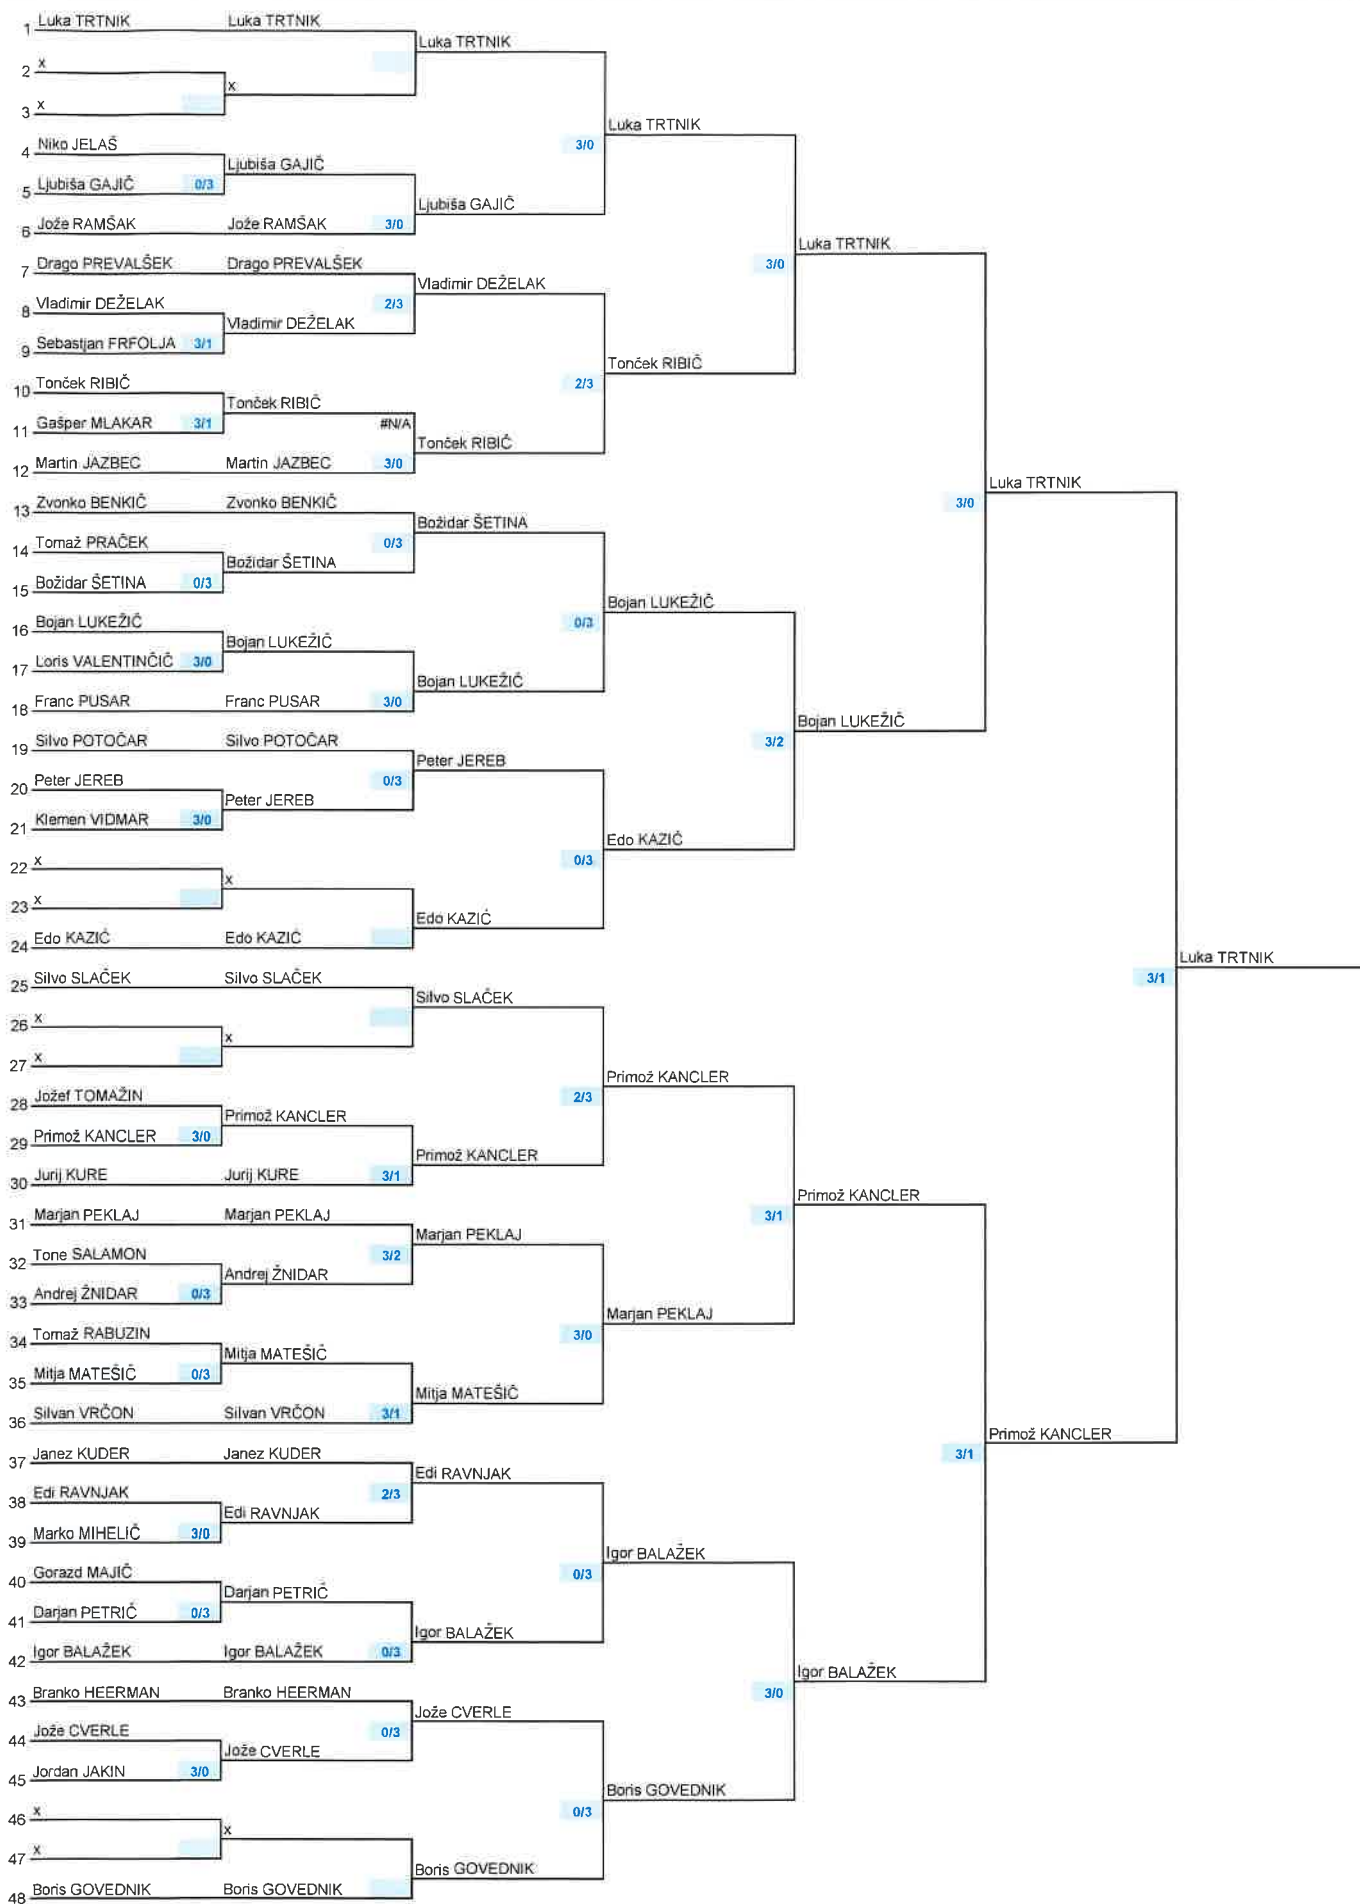 1 Luka TRTNIK Luka TRTNIK
Luka TRTNIK
2 x
x
3 x
4 Niko JELAŠ
Luka TRTNIK
3/0
Ljubiša GAJIČ
5 Ljubiša GAJIČ 0/3
Ljubiša GAJIČ
6 Jože RAMŠAK Jože RAMŠAK 3/0
Luka TRTNIK
3/0
7 Drago PREVALŠEK Drago PREVALŠEK
Vladimir DEŽELAK
8 Vladimir DEŽELAK 2/3
Vladimir DEŽELAK
9 Sebastjan FRFOLJA 3/1
Tonček RIBIČ
2/3
10 Tonček RIBIČ
Tonček RIBIČ
11 Gašper MLAKAR 3/1 #N/A
Tonček RIBIČ
12 Martin JAZBEC Martin JAZBEC 3/0
Luka TRTNIK
3/0
13 Zvonko BENKIČ Zvonko BENKIČ
Božidar ŠETINA
14 Tomaž PRAČEK 0/3
Božidar ŠETINA
15 Božidar ŠETINA 0/3
Bojan LUKEŽIČ
0/3
16 Bojan LUKEŽIČ
Bojan LUKEŽIČ
17 Loris VALENTINČIČ 3/0
Bojan LUKEŽIČ
18 Franc PUSAR Franc PUSAR 3/0
Bojan LUKEŽIČ
3/2
19 Silvo POTOČAR Silvo POTOČAR
Peter JEREB
20 Peter JEREB 0/3
Peter JEREB
21 Klemen VIDMAR 3/0
Edo KAZIĆ
0/3
22 x
x
23 x
Edo KAZIĆ
24 Edo KAZIĆ Edo KAZIĆ
Luka TRTNIK
3/1
25 Silvo SLAČEK Silvo SLAČEK
Silvo SLAČEK
26 x
x
27 x
Primož KANCLER
2/3
28 Jožef TOMAŽIN
Primož KANCLER
29 Primož KANCLER 3/0
Primož KANCLER
30 Jurij KURE Jurij KURE 3/1
Primož KANCLER
3/1
31 Marjan PEKLAJ Marjan PEKLAJ
Marjan PEKLAJ
32 Tone SALAMON 3/2
Andrej ŽNIDAR
33 Andrej ŽNIDAR 0/3
Marjan PEKLAJ
3/0
34 Tomaž RABUZIN
Mitja MATEŠIČ
35 Mitja MATEŠIČ 0/3
Mitja MATEŠIČ
36 Silvan VRČON Silvan VRČON 3/1
Primož KANCLER
3/1
37 Janez KUDER Janez KUDER
Edi RAVNJAK
38 Edi RAVNJAK 2/3
Edi RAVNJAK
39 Marko MIHELIČ 3/0
Igor BALAŽEK
0/3
40 Gorazd MAJIČ
Darjan PETRIČ
41 Darjan PETRIČ 0/3
Igor BALAŽEK
42 Igor BALAŽEK Igor BALAŽEK 0/3
Igor BALAŽEK
3/0
43 Branko HEERMAN Branko HEERMAN
Jože CVERLE
44 Jože CVERLE 0/3
Jože CVERLE
45 Jordan JAKIN 3/0
Boris GOVEDNIK
0/3
46 x
x
47 x
Boris GOVEDNIK
48 Boris GOVEDNIK Boris GOVEDNIK